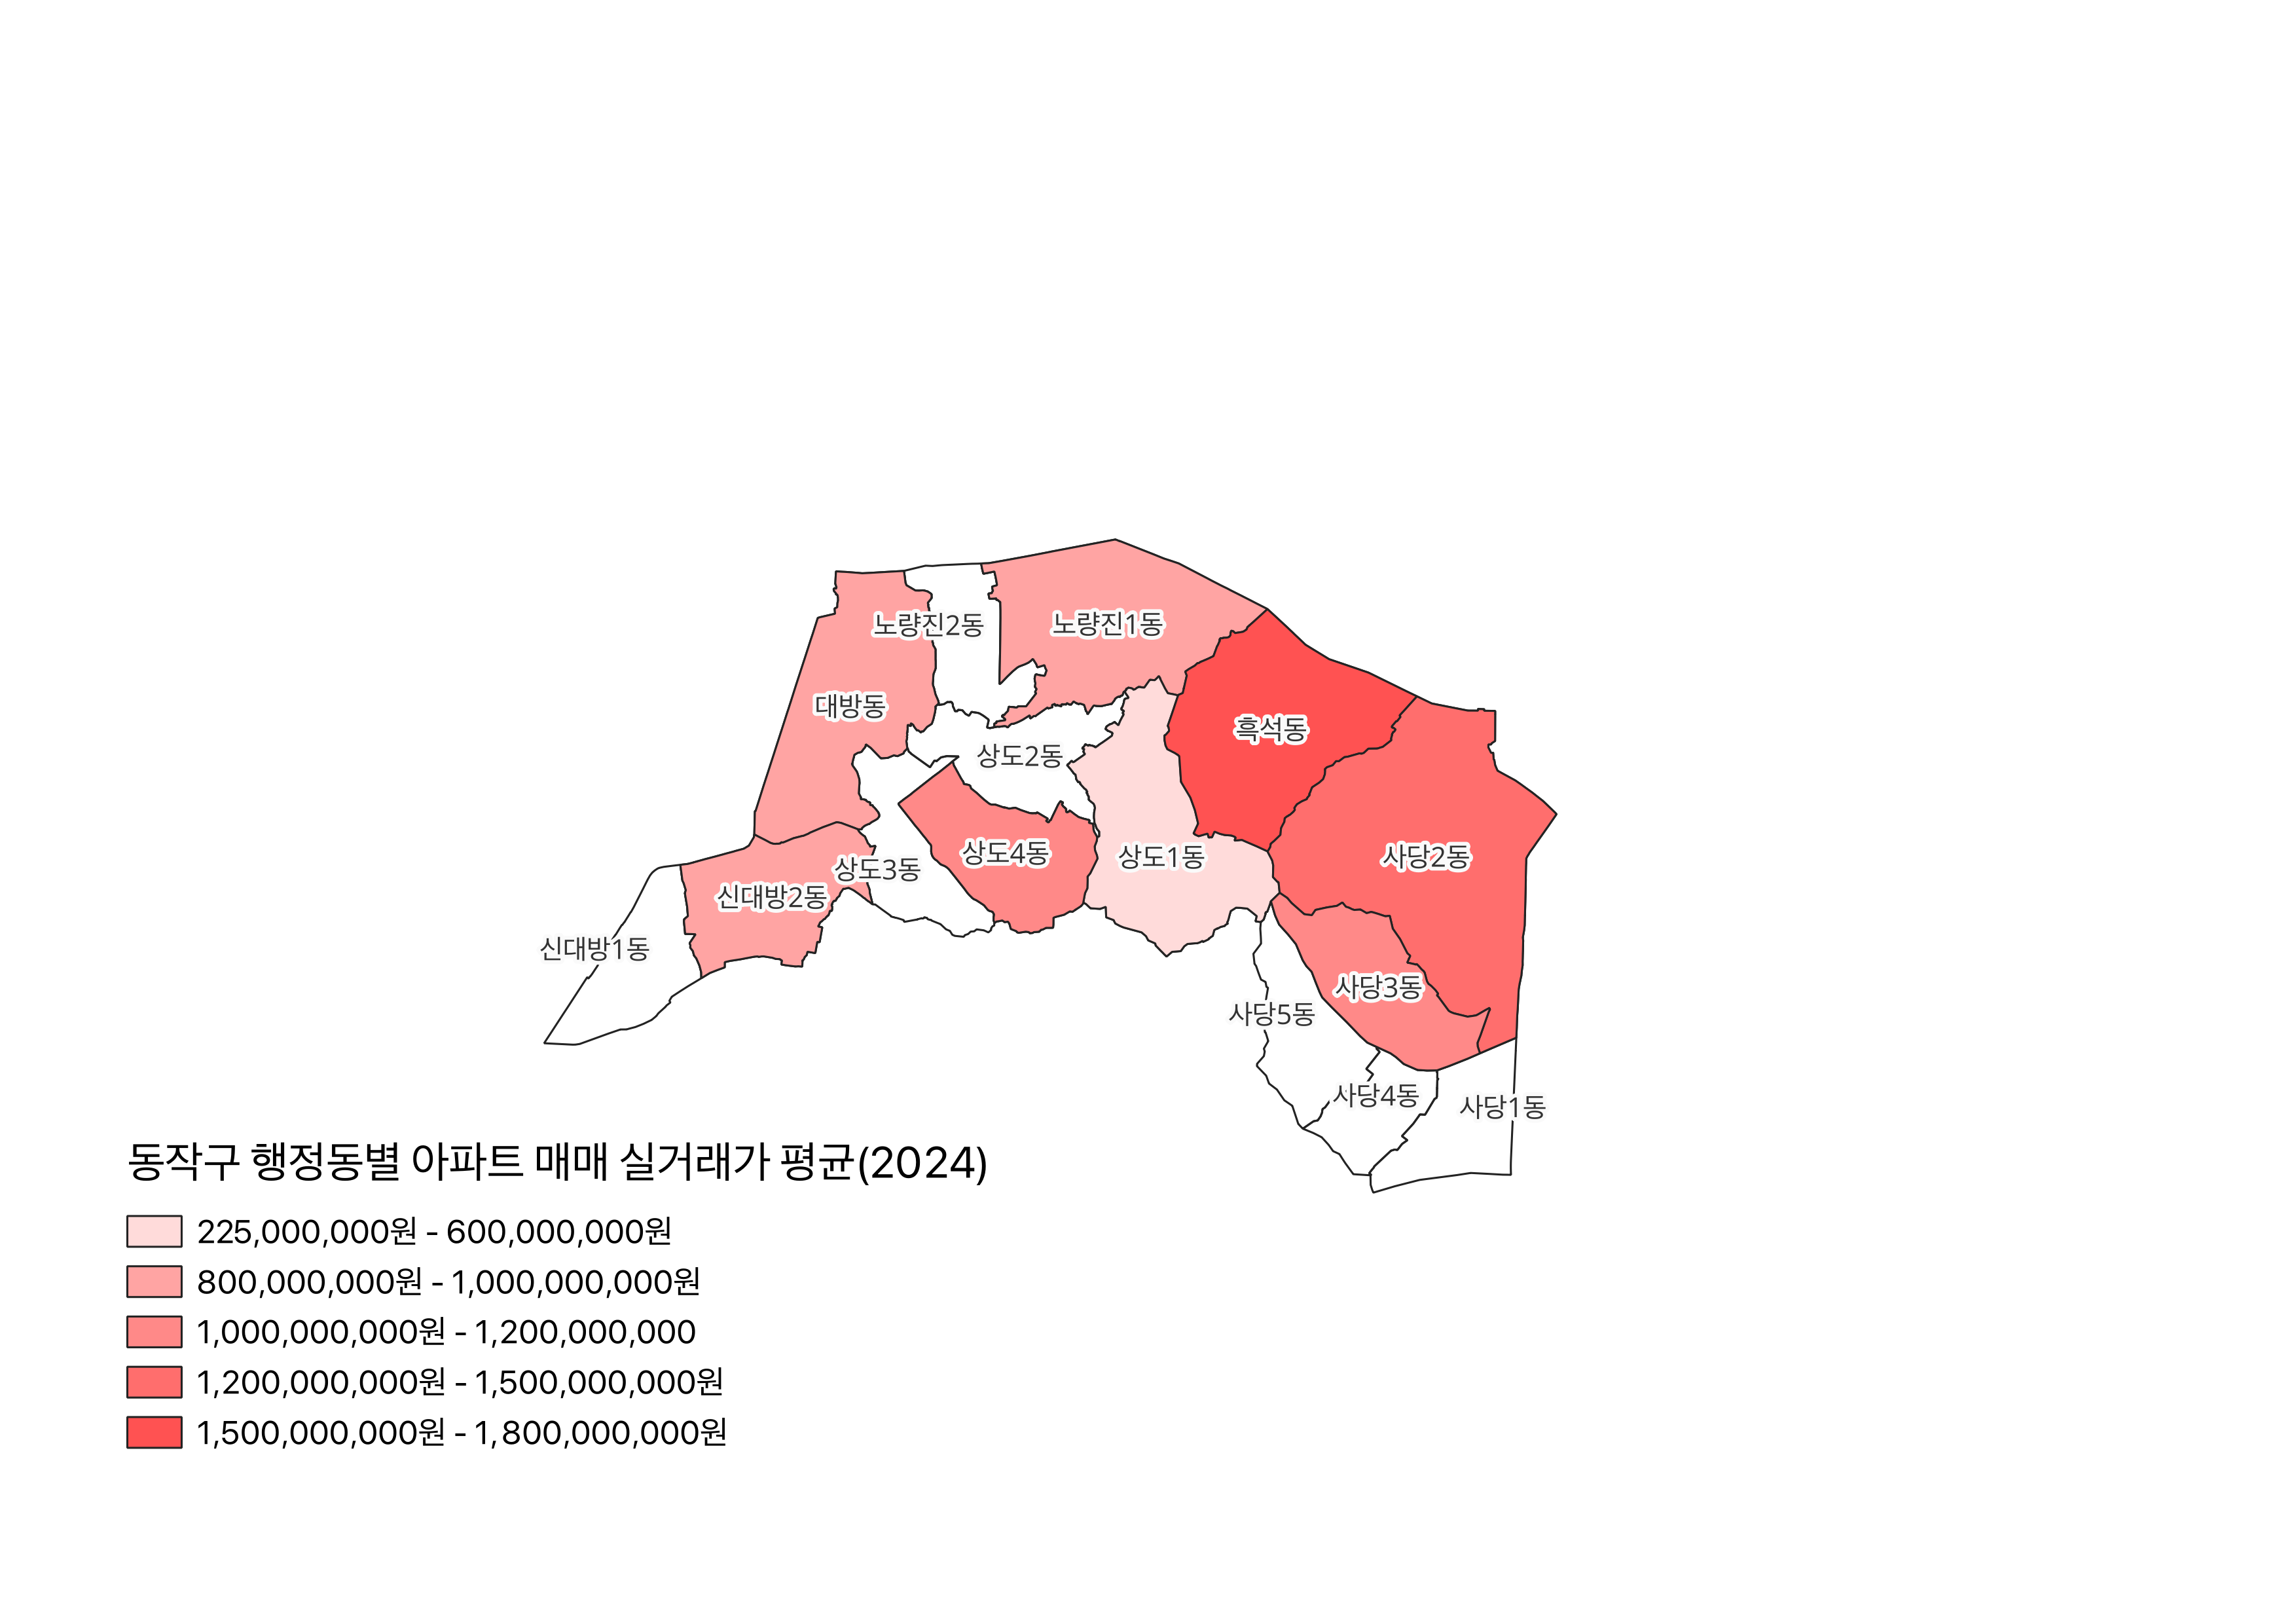 노량진2동
노량진1동
대방동
흑석동
상도2동
상도3동
상도4동
상도1동
사당2동
신대방2동
신대방1동
사당3동
사당5동
사당4동
사당1동
동작구 행정동별 아파트 매매 실거래가 평균(2024)
225,000,000원 - 600,000,000원
800,000,000원 - 1,000,000,000원
1,000,000,000원 - 1,200,000,000
1,200,000,000원 - 1,500,000,000원
1,500,000,000원 - 1,800,000,000원